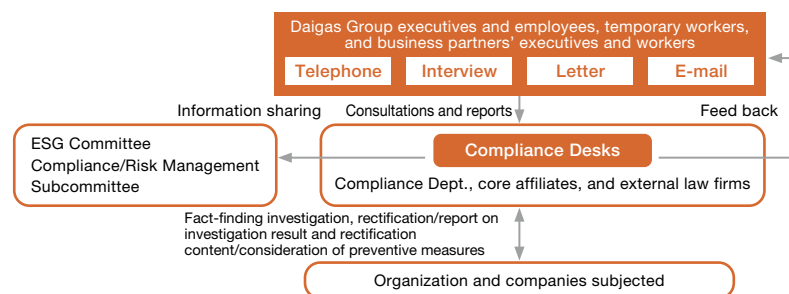 Daigas Group executives and employees, temporary workers,
and business partners’ executives and workers
Telephone
Interview
Letter
E-mail
Information sharing
Consultations and reports
Feed back
ESG Committee
Compliance/Risk Management
Subcommittee
Compliance Desks
Compliance Dept., core affiliates, and external law firms
Fact-finding investigation, rectification/report on
investigation result and rectification
content/consideration of preventive measures
Organization and companies subjected